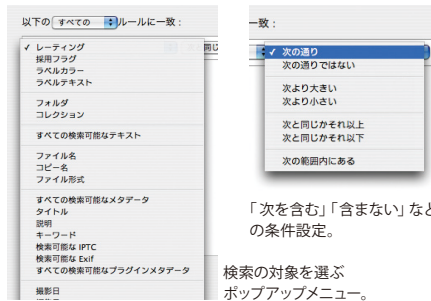 以下の すべての ルールに一致：
✓ レーティング
採用フラグ
ラベルカラー
ラベルテキスト
フォルダ
コレクション
すべての検索可能なテキスト
ファイル名
コピー名
ファイル形式
すべての検索可能なメタデータ
タイトル
説明
キーワード
検索可能な IPTC
検索可能な Exif
すべての検索可能なプラグインメタデータ
撮影日
一致：
✓ 次の通り
次の通りではない
次より大きい
次より小さい
次と同じかそれ以上
次と同じかそれ以下
次の範囲内にある
「次を含む」「含まない」など
の条件設定。
検索の対象を選ぶ
ポップアップメニュー。